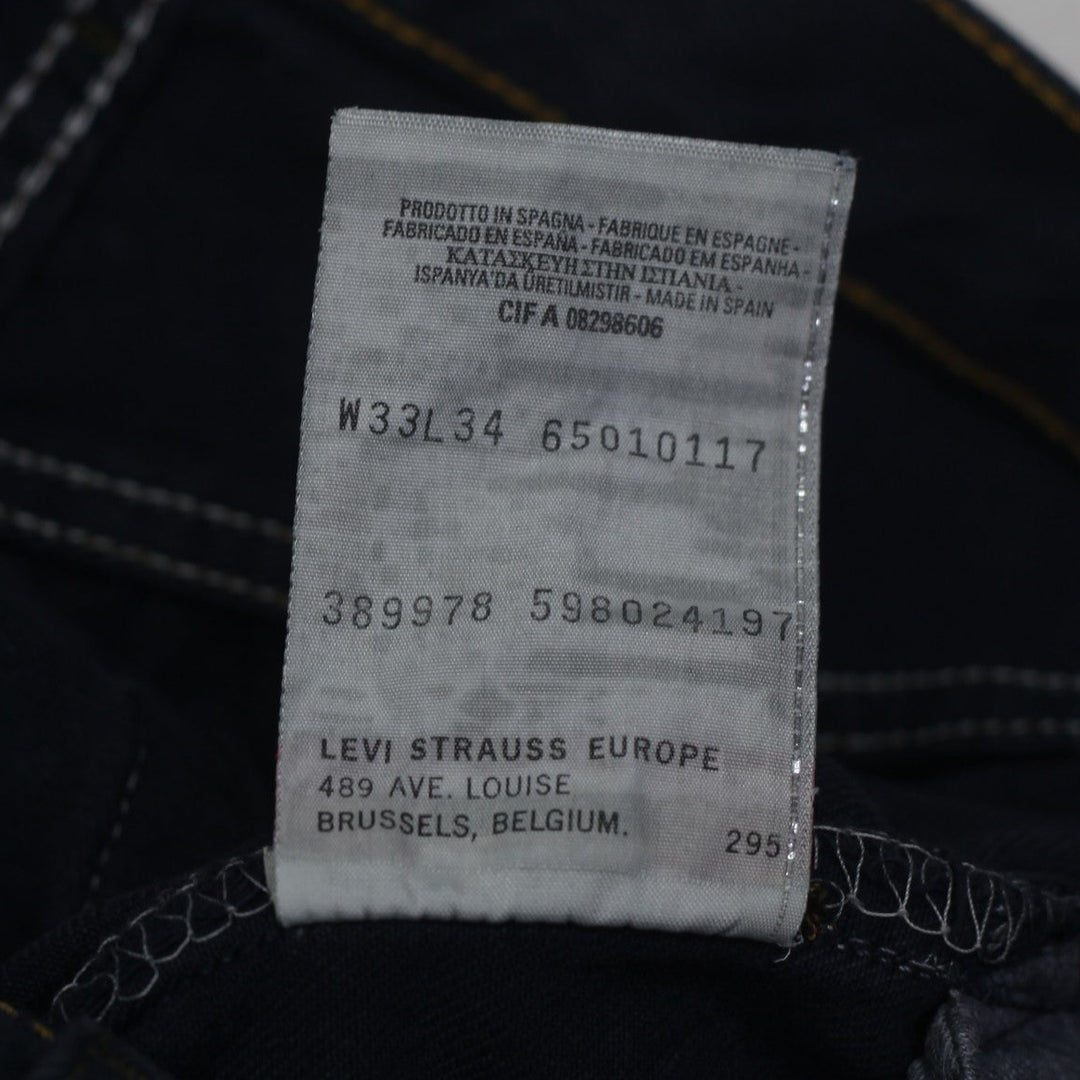 PRODOTTO IN SPAGNA - FABRIQUE EN ESPAGNE -
FABRICADO EN ESPAÑA - FABRICADO EM ESPANHA -
ΚΑΤΑΣΚΕΥΗ ΣΤΗΝ ΙΣΠΑΝΙΑ -
ISPANYA'DA ÜRETILMISTIR - MADE IN SPAIN
CIF A 08298606
W33L34 65010117
389978 598024197
LEVI STRAUSS EUROPE
489 AVE. LOUISE
BRUSSELS, BELGIUM.
295